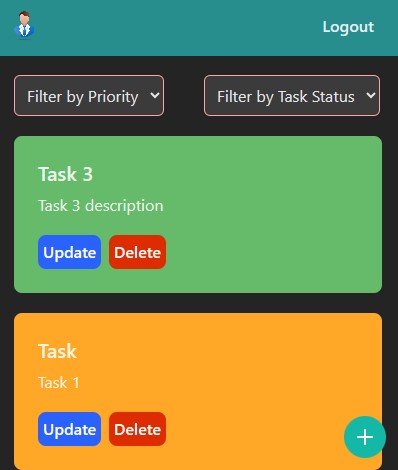 Logout
Filter by Priority Filter by Task Status
Task 3
Task 3 description
Update Delete
Task
Task 1
Update Delete
+